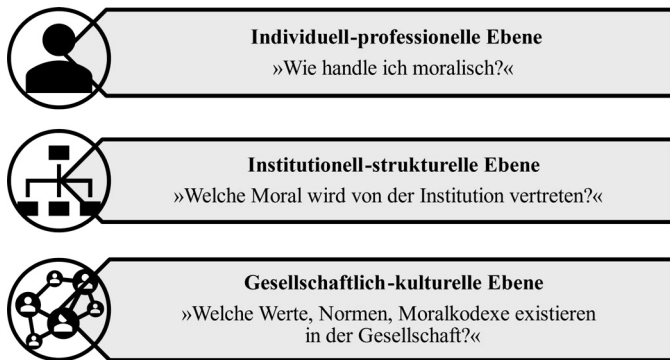 Individuell-professionelle Ebene
»Wie handle ich moralisch?«
Institutionell-strukturelle Ebene
»Welche Moral wird von der Institution vertreten?«
Gesellschaftlich-kulturelle Ebene
»Welche Werte, Normen, Moralkodexe existieren
in der Gesellschaft?«